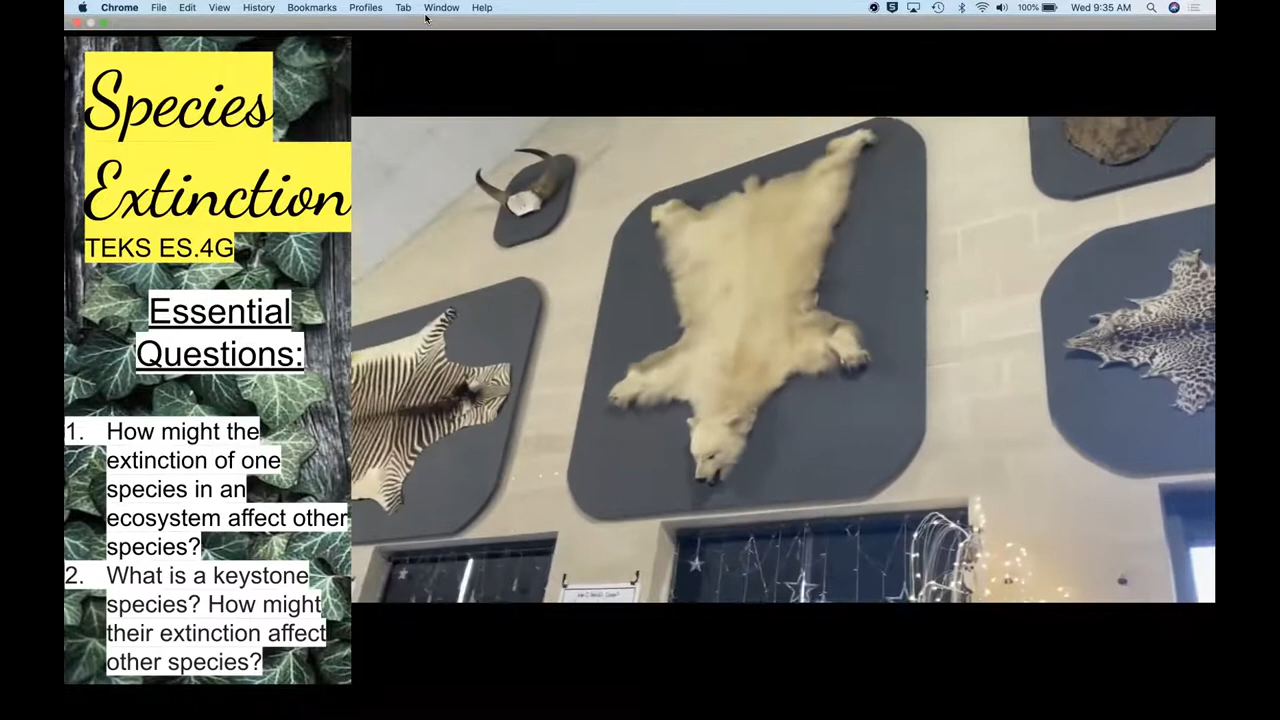 Chrome File Edit View History Bookmarks Profiles Tab Window Help 100% Wed 9:35 AM
Species
Extinction
TEKS ES.4G
Essential
Questions:
1. How might the
extinction of one
species in an
ecosystem affect other
species?
2. What is a keystone
species? How might
their extinction affect
other species?